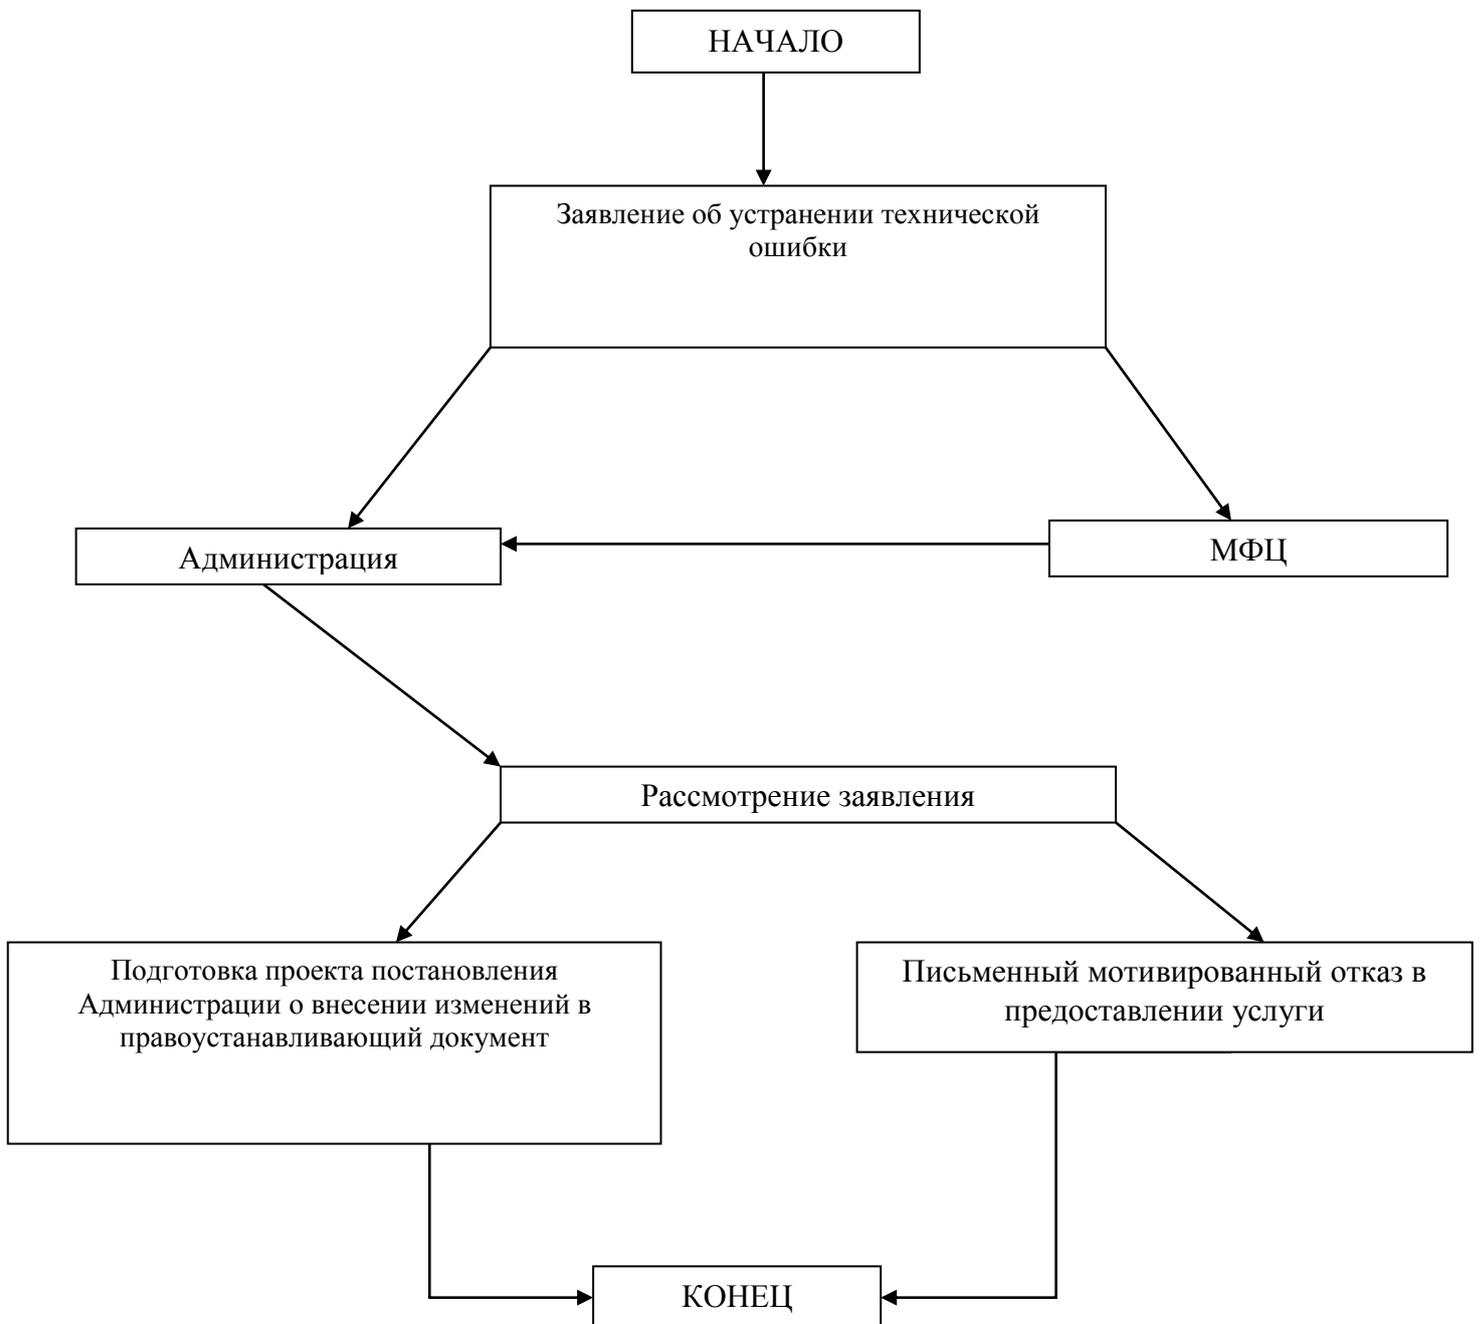 НАЧАЛО
Заявление об устранении технической
ошибки
Администрация
МФЦ
Рассмотрение заявления
Подготовка проекта постановления
Администрации о внесении изменений в
правоустанавливающий документ
Письменный мотивированный отказ в
предоставлении услуги
КОНЕЦ